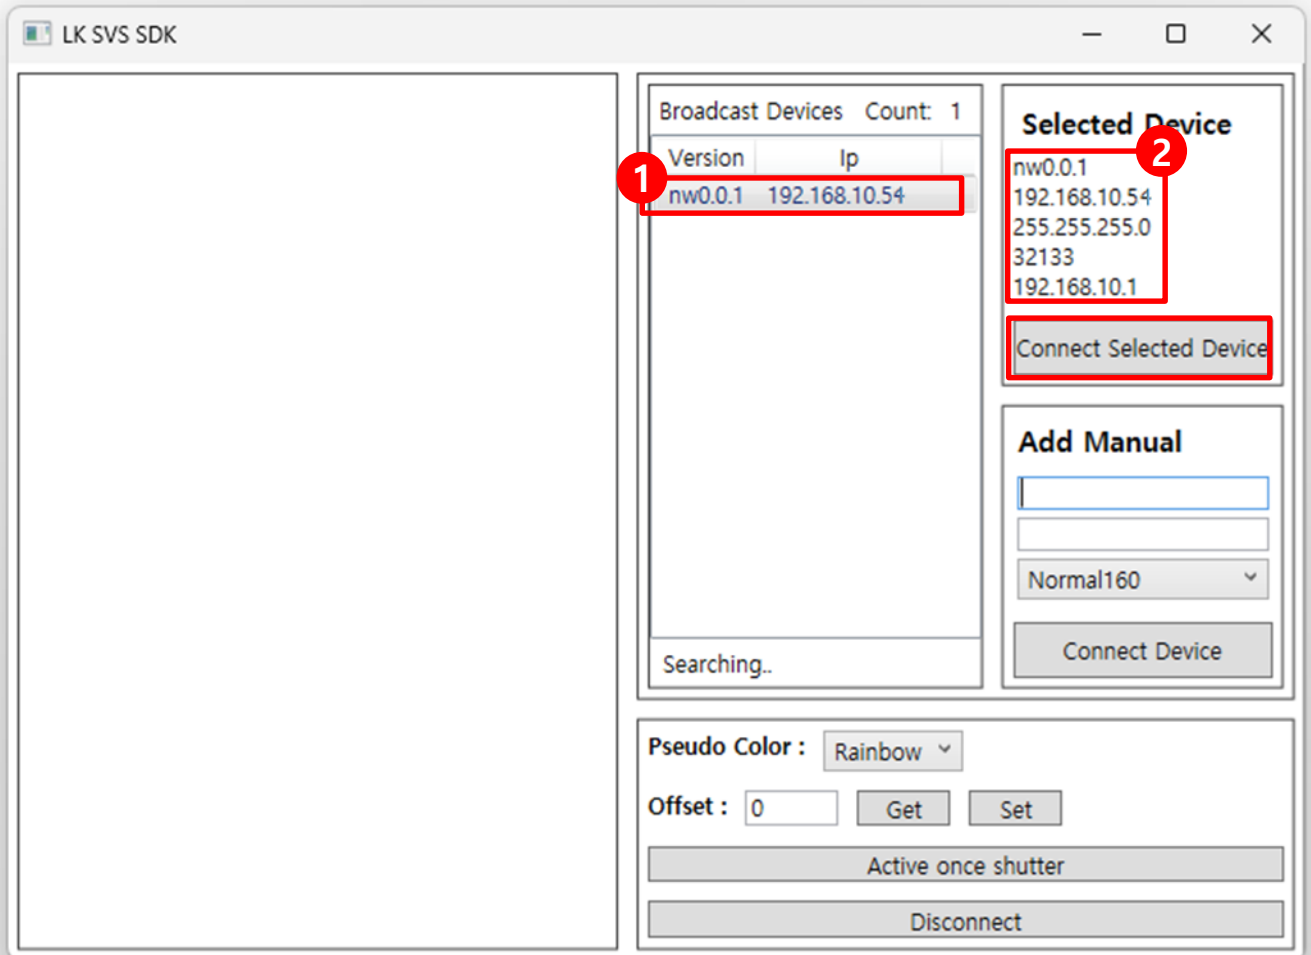 LK SVS SDK
Broadcast Devices Count: 1
Version Ip
1
nw0.0.1 192.168.10.54
Searching..
Selected Device
2
nw0.0.1
192.168.10.54
255.255.255.0
32133
192.168.10.1
Connect Selected Device
Add Manual
Normal160
Connect Device
Pseudo Color : Rainbow
Offset : 0 Get Set
Active once shutter
Disconnect